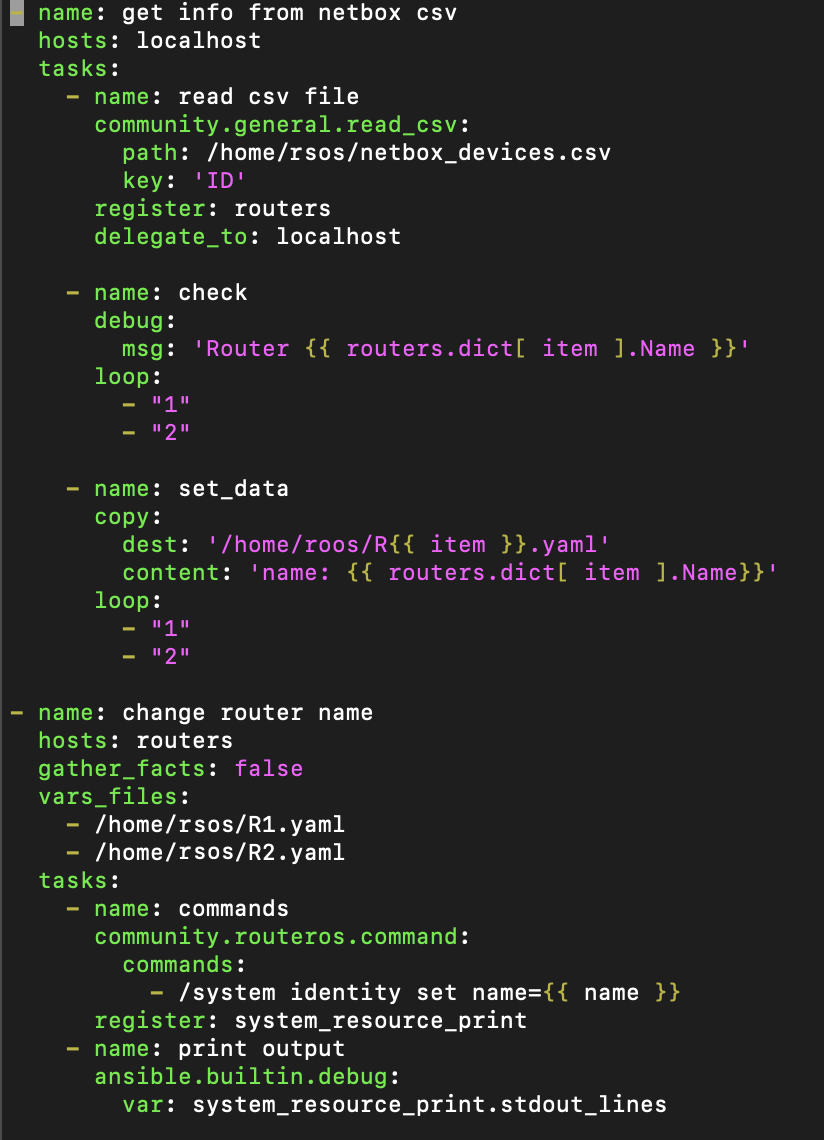 - name: get info from netbox csv
  hosts: localhost
  tasks:
    - name: read csv file
      community.general.read_csv:
        path: /home/rsos/netbox_devices.csv
        key: 'ID'
      register: routers
      delegate_to: localhost

    - name: check
      debug:
        msg: 'Router {{ routers.dict[ item ].Name }}'
      loop:
        - "1"
        - "2"

    - name: set_data
      copy:
        dest: '/home/roos/R{{ item }}.yaml'
        content: 'name: {{ routers.dict[ item ].Name}}'
      loop:
        - "1"
        - "2"

- name: change router name
  hosts: routers
  gather_facts: false
  vars_files:
    - /home/rsos/R1.yaml
    - /home/rsos/R2.yaml
  tasks:
    - name: commands
      community.routeros.command:
        commands:
          - /system identity set name={{ name }}
      register: system_resource_print
    - name: print output
      ansible.builtin.debug:
        var: system_resource_print.stdout_lines